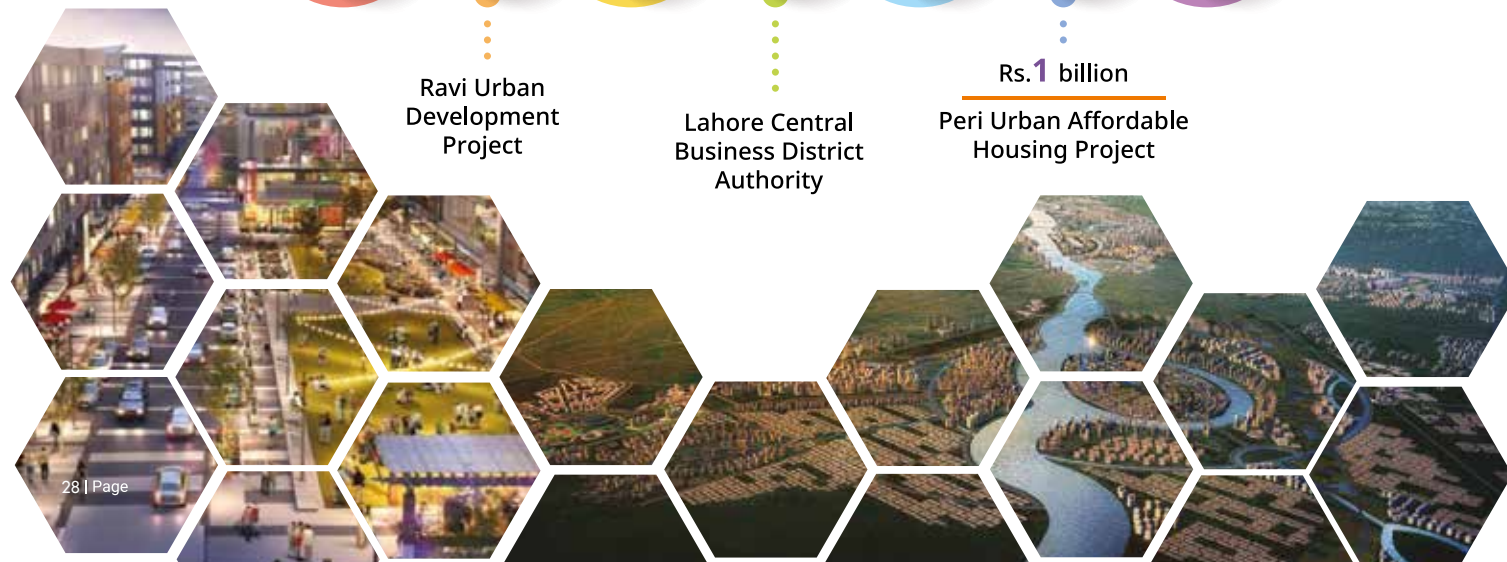 Ravi Urban
Development
Project
Lahore Central
Business District
Authority
Rs.1 billion
Peri Urban Affordable
Housing Project
28 | Page